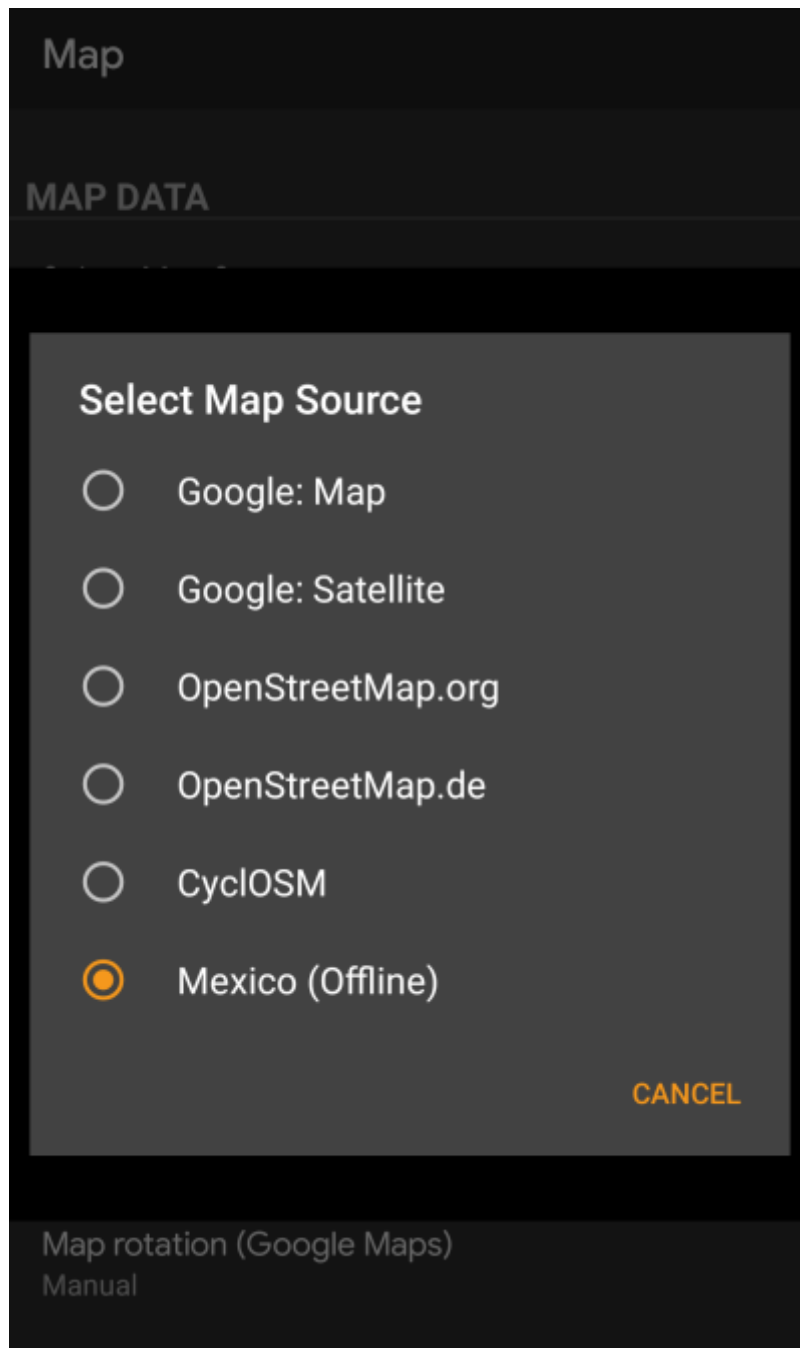 Map
MAP DATA
Select Map Source
Google: Map
Google: Satellite
OpenStreetMap.org
OpenStreetMap.de
CyclOSM
Mexico (Offline)
CANCEL
Map rotation (Google Maps)
Manual